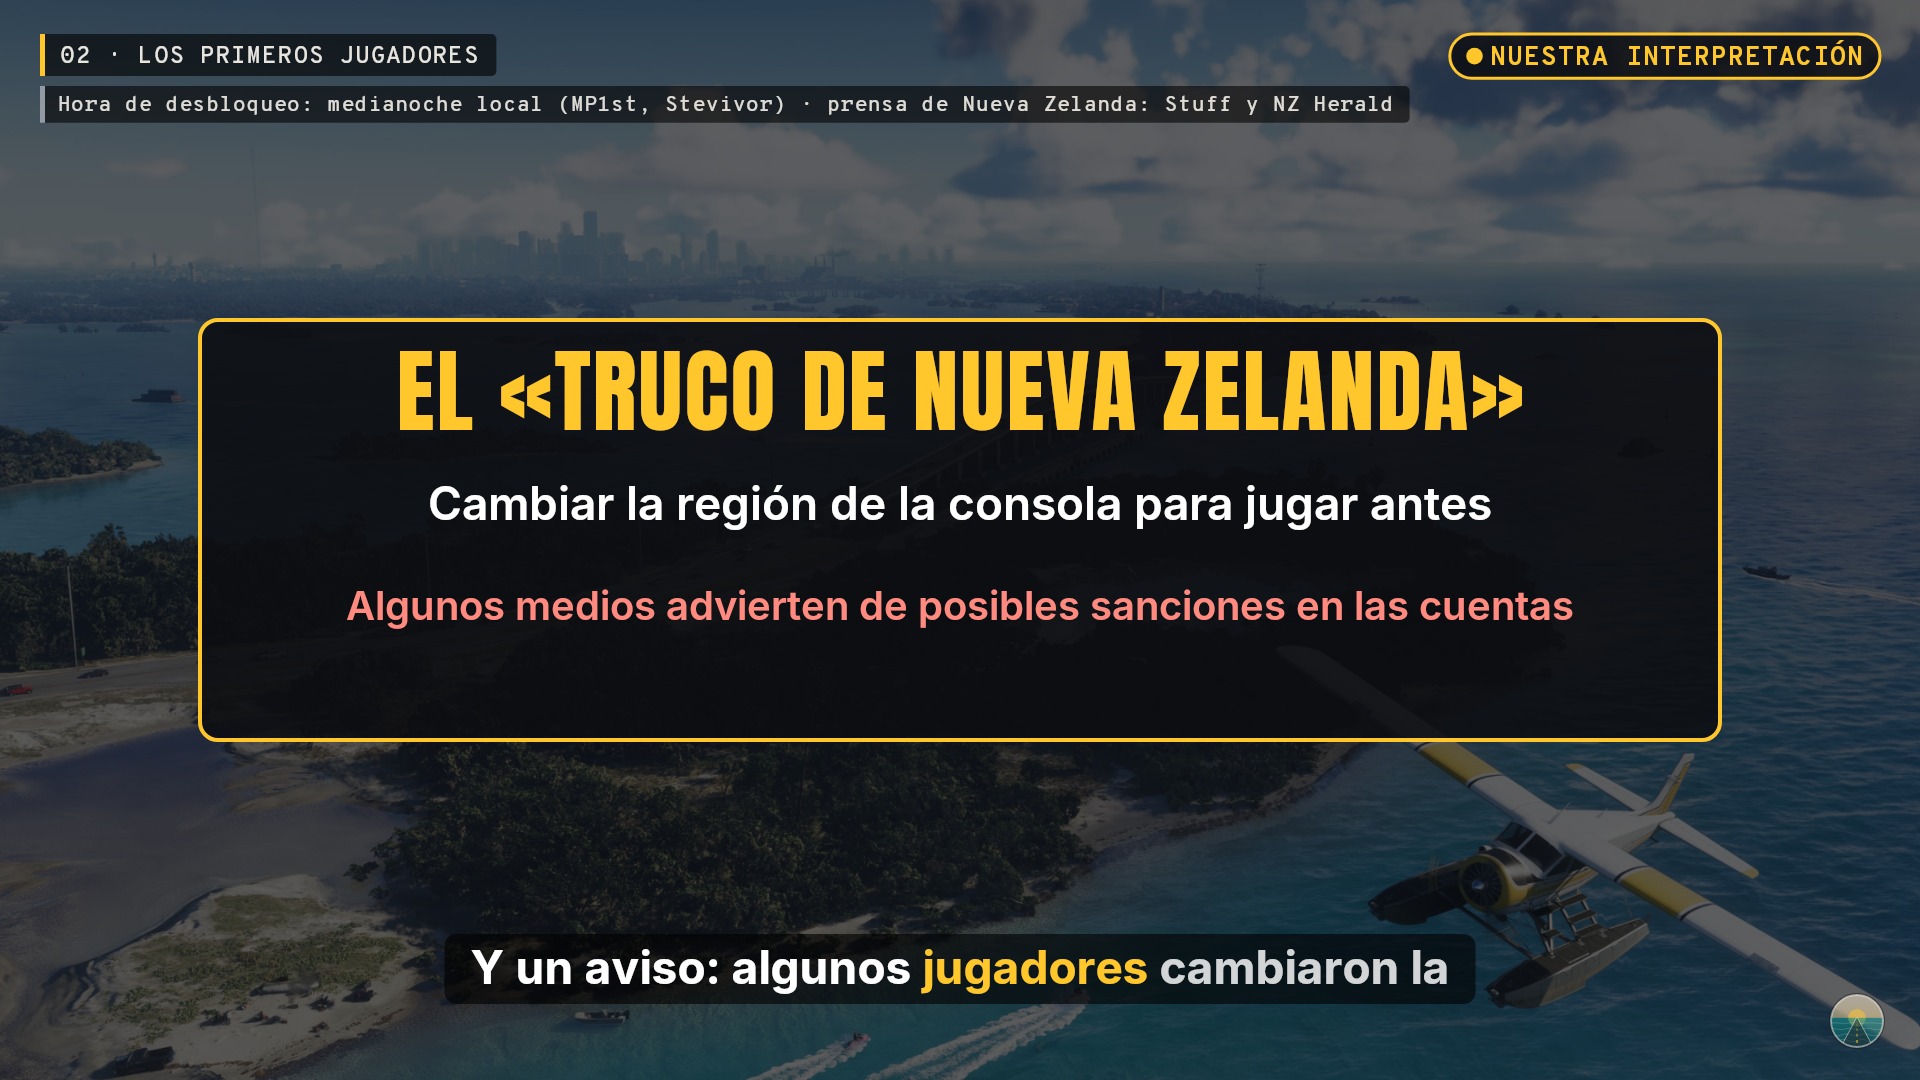 02 · LOS PRIMEROS JUGADORES
NUESTRA INTERPRETACIÓN
Hora de desbloqueo: medianoche local (MP1st, Stevivor) · prensa de Nueva Zelanda: Stuff y NZ Herald
EL «TRUCO DE NUEVA ZELANDA»
Cambiar la región de la consola para jugar antes
Algunos medios advierten de posibles sanciones en las cuentas
Y un aviso: algunos jugadores cambiaron la